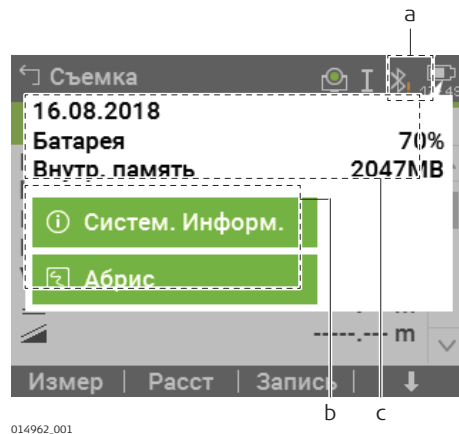 a
Съемка I
16.08.2018
Батарея 70%
Внутр. память 2047MB
Систем. Информ.
Абрис
-----.--- m
Измер | Расст | Запись |
b c
014962_001